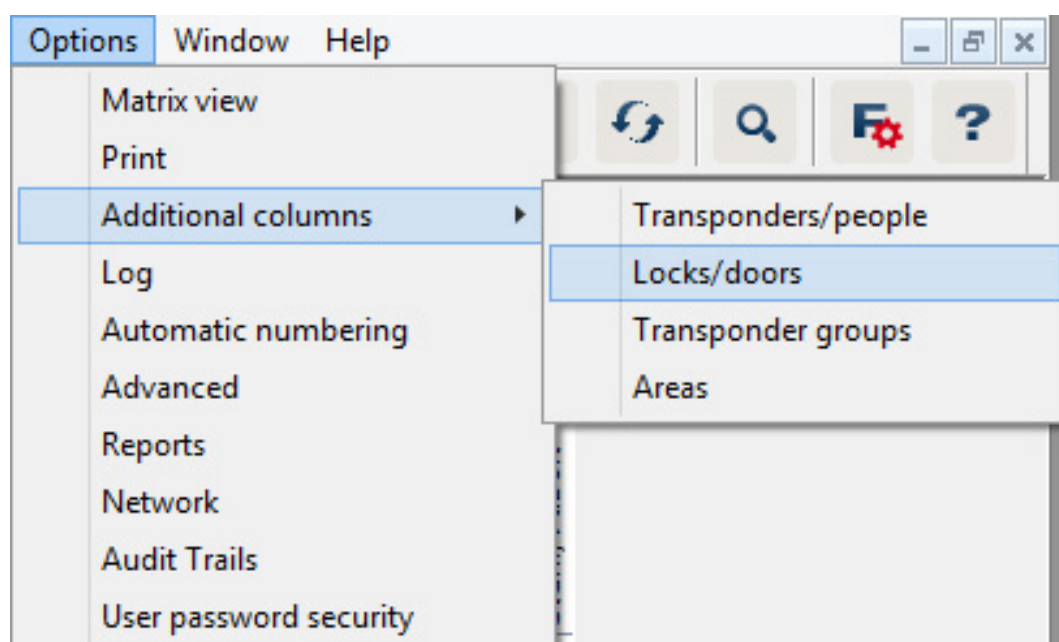 Options Window Help
Matrix view
Print
Additional columns
Log
Automatic numbering
Advanced
Reports
Network
Audit Trails
User password security
Transponders/people
Locks/doors
Transponder groups
Areas
F ?